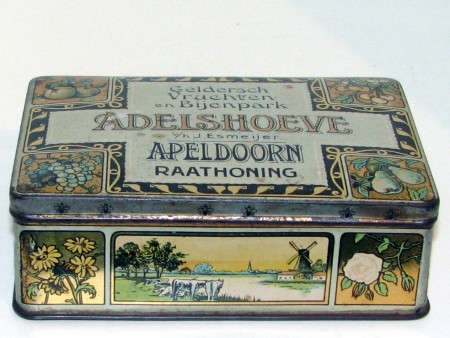 Geldersch
Vruchten-
en Bijenpark
ADELSHOEVE
v/h J. Esmeijer
APELDOORN
RAATHONING